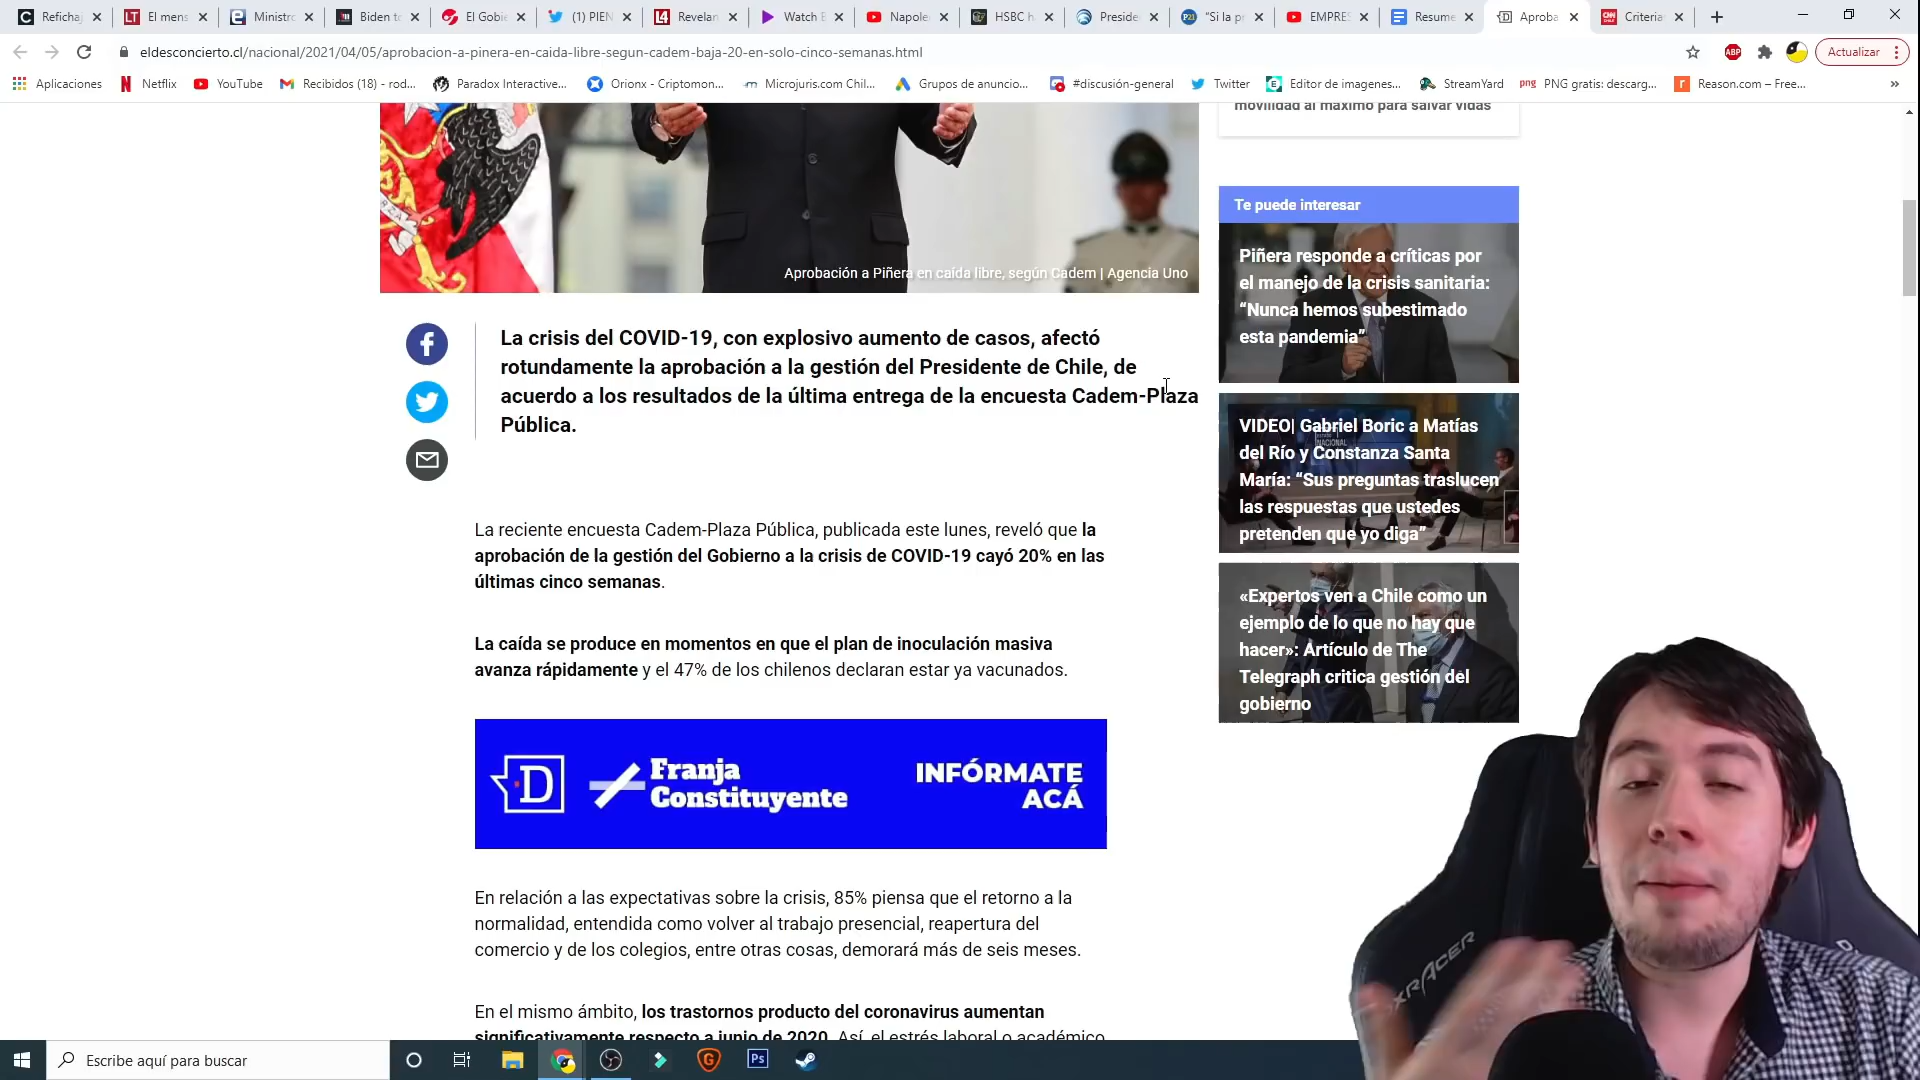 Refichaj
El mens
Ministro
Biden to
El Gobie
(1) PIEN
Revelan
Watch E
Napole
HSBC h
Preside
"Si la p
EMPRES
Resume
Aproba
Criteria
eldesconcierto.cl/nacional/2021/04/05/aprobacion-a-pinera-en-caida-libre-segun-cadem-baja-20-en-solo-cinco-semanas.html
ABP
Actualizar
Aplicaciones
Netflix
YouTube
Recibidos (18) - rod...
Paradox Interactive...
Orionx - Criptomon...
Microjuris.com Chil...
Grupos de anuncio...
#discusión-general
Twitter
Editor de imagenes...
StreamYard
PNG gratis: descarg...
Reason.com — Free...
movilidad al máximo para salvar vidas
Aprobación a Piñera en caída libre, según Cadem | Agencia Uno
La crisis del COVID-19, con explosivo aumento de casos, afectó
rotundamente la aprobación a la gestión del Presidente de Chile, de
acuerdo a los resultados de la última entrega de la encuesta Cadem-Plaza
Pública.
La reciente encuesta Cadem-Plaza Pública, publicada este lunes, reveló que la
aprobación de la gestión del Gobierno a la crisis de COVID-19 cayó 20% en las
últimas cinco semanas.
La caída se produce en momentos en que el plan de inoculación masiva
avanza rápidamente y el 47% de los chilenos declaran estar ya vacunados.
D
Franja
Constituyente
INFÓRMATE
ACÁ
En relación a las expectativas sobre la crisis, 85% piensa que el retorno a la
normalidad, entendida como volver al trabajo presencial, reapertura del
comercio y de los colegios, entre otras cosas, demorará más de seis meses.
En el mismo ámbito, los trastornos producto del coronavirus aumentan
significativamente respecto a junio de 2020. Así, el estrés laboral o académico
Te puede interesar
Piñera responde a críticas por
el manejo de la crisis sanitaria:
“Nunca hemos subestimado
esta pandemia”
VIDEO| Gabriel Boric a Matías
del Río y Constanza Santa
María: “Sus preguntas traslucen
las respuestas que ustedes
pretenden que yo diga”
«Expertos ven a Chile como un
ejemplo de lo que no hay que
hacer»: Artículo de The
Telegraph critica gestión del
gobierno
XRACER
Escribe aquí para buscar
Ps